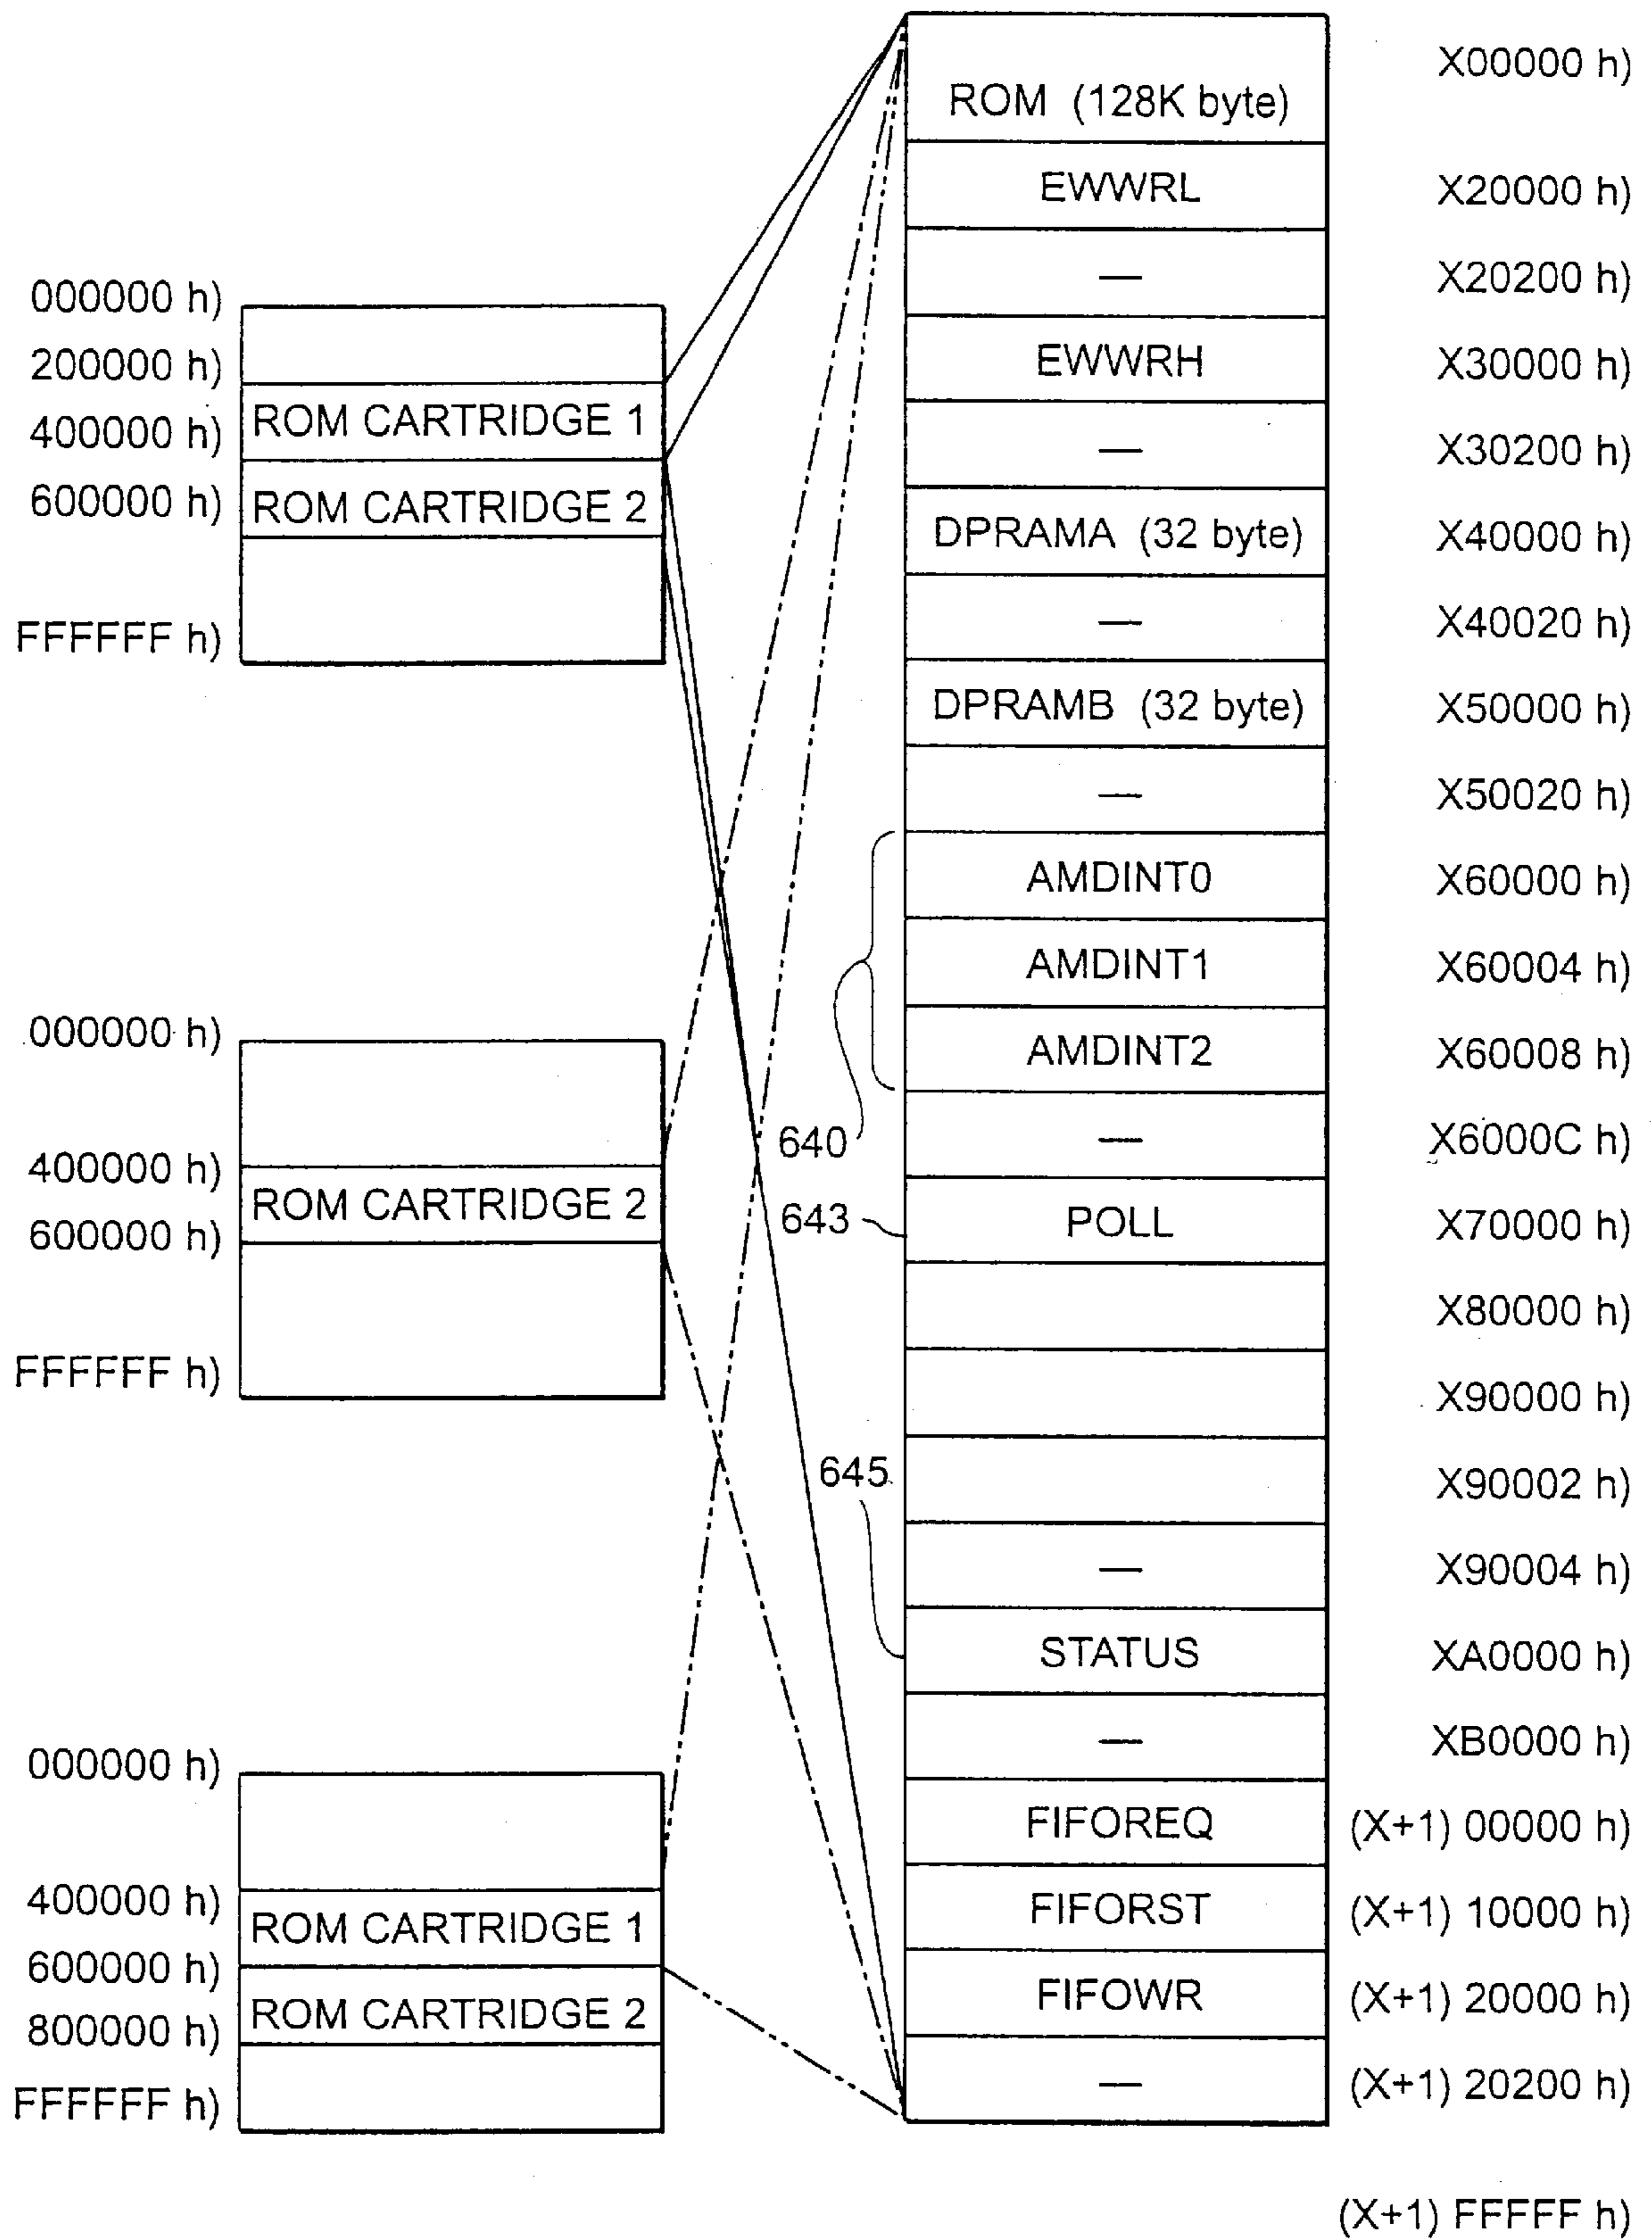 X00000 h)
ROM (128K byte)
EWWRL X20000 h)
— X20200 h)
EWWRH X30000 h)
— X30200 h)
DPRAMA (32 byte) X40000 h)
— X40020 h)
DPRAMB (32 byte) X50000 h)
— X50020 h)
AMDINT0 X60000 h)
AMDINT1 X60004 h)
AMDINT2 X60008 h)
— X6000C h)
POLL X70000 h)
X80000 h)
X90000 h)
X90002 h)
— X90004 h)
STATUS XA0000 h)
— XB0000 h)
FIFOREQ (X+1) 00000 h)
FIFORST (X+1) 10000 h)
FIFOWR (X+1) 20000 h)
— (X+1) 20200 h)
(X+1) FFFFF h)
640
643
645
000000 h)
200000 h)
ROM CARTRIDGE 1
400000 h)
600000 h) ROM CARTRIDGE 2
FFFFFF h)
000000 h)
400000 h)
ROM CARTRIDGE 2
600000 h)
FFFFFF h)
000000 h)
400000 h)
ROM CARTRIDGE 1
600000 h)
ROM CARTRIDGE 2
800000 h)
FFFFFF h)